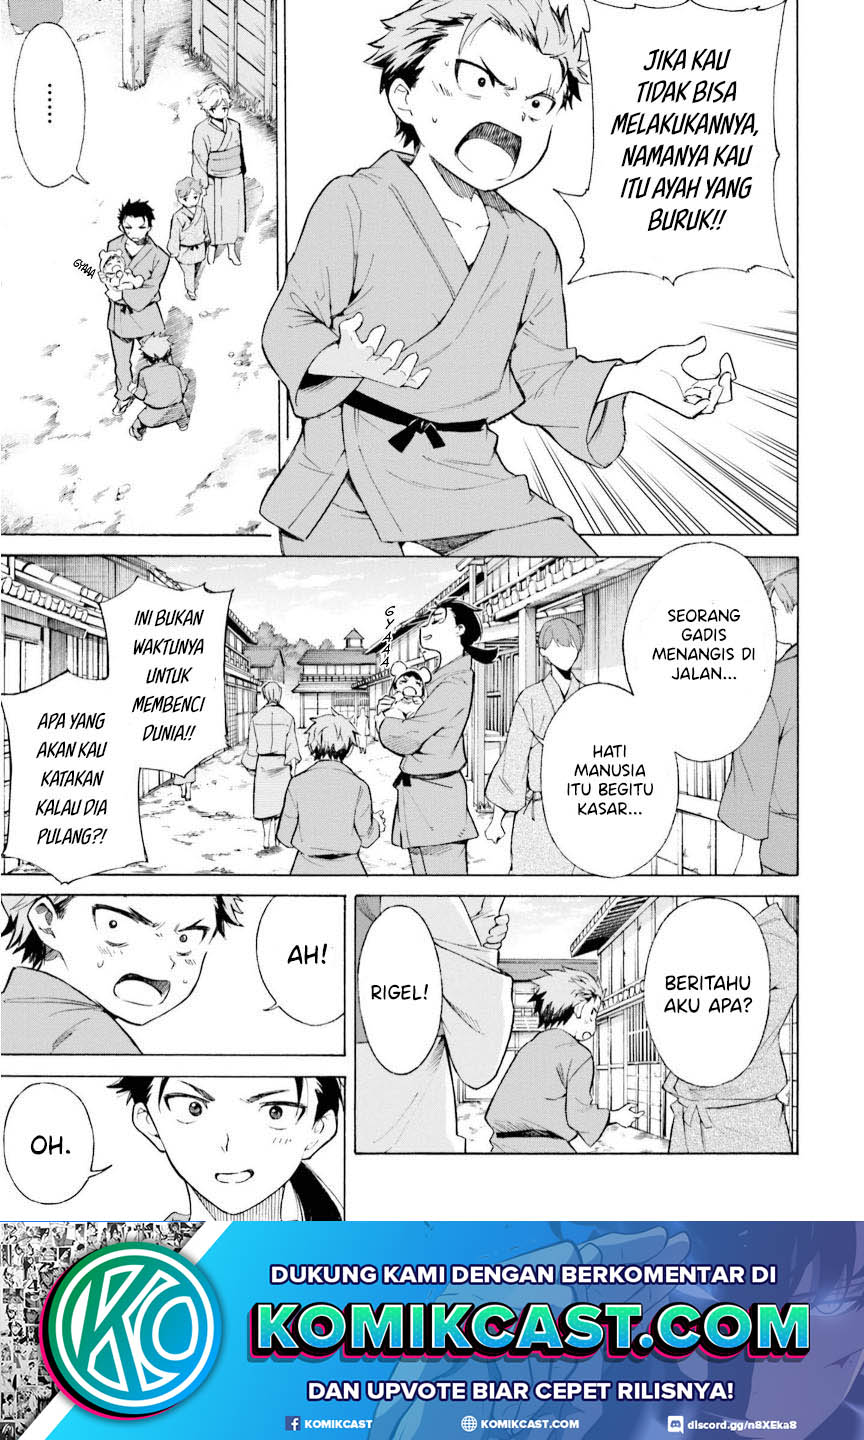 JIKA KAU
TIDAK BISA
MELAKUKANNYA,
NAMANYA KAU
ITU AYAH YANG
BURUK!!
........
GYAAA
SEORANG
GADIS
MENANGIS DI
JALAN...
HATI
MANUSIA
ITU BEGITU
KASAR...
GYAAAA
INI BUKAN
WAKTUNYA
UNTUK
MEMBENCI
DUNIA!!
APA YANG
AKAN KAU
KATAKAN
KALAU DIA
PULANG?!
BERITAHU
AKU APA?
RIGEL!
AH!
OH.
KC
DUKUNG KAMI DENGAN BERKOMENTAR DI
KOMIKCAST.COM
DAN UPVOTE BIAR CEPET RILISNYA!
KOMIKCAST
KOMIKCAST.COM
discord.gg/n8XEka8